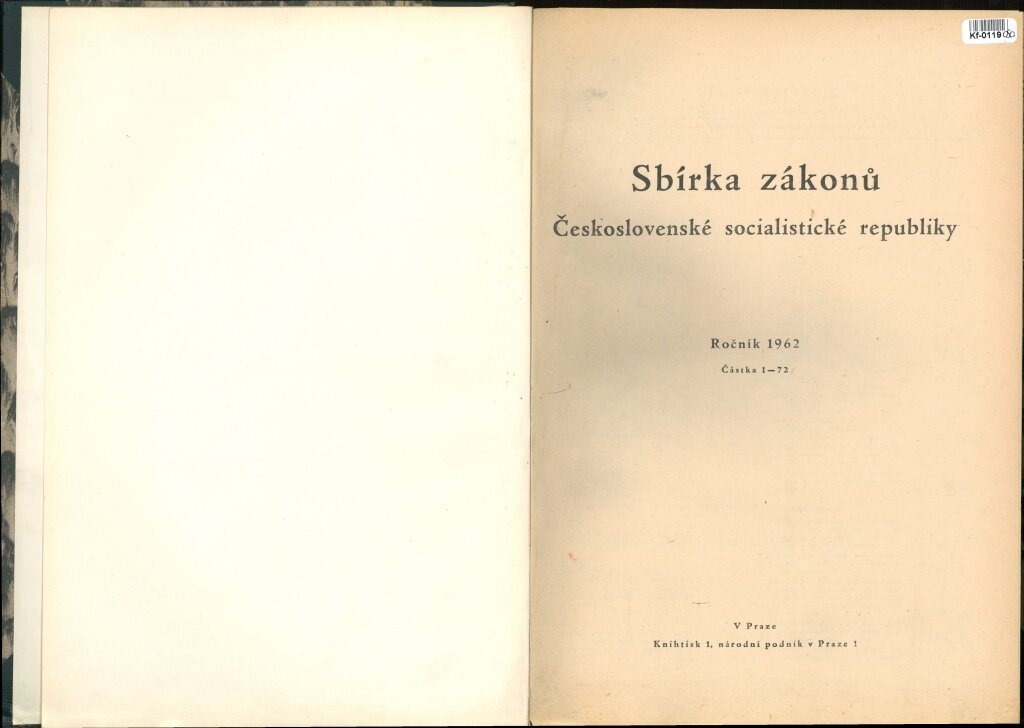 Kf-0119
Sbírka zákonů
Československé socialistické republiky
Ročník 1962
Částka 1—72
V Praze
Knihtisk 1, národní podnik v Praze 1